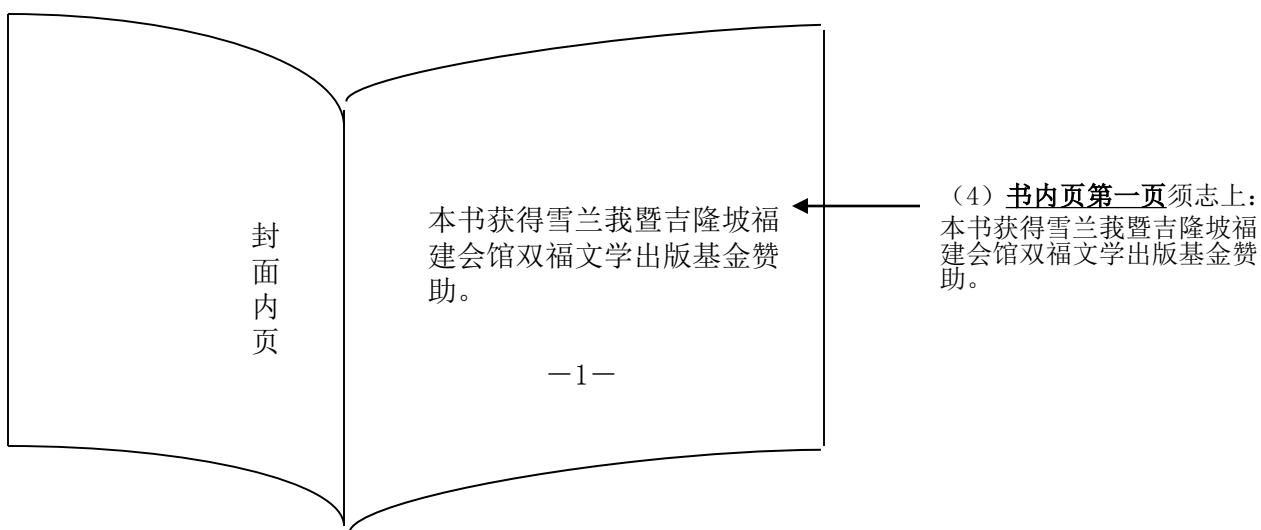 封
面
内
页
本书获得雪兰莪暨吉隆坡福
建会馆双福文学出版基金赞
助。
－1－
（4）书内页第一页须志上：
本书获得雪兰莪暨吉隆坡福
建会馆双福文学出版基金赞
助。